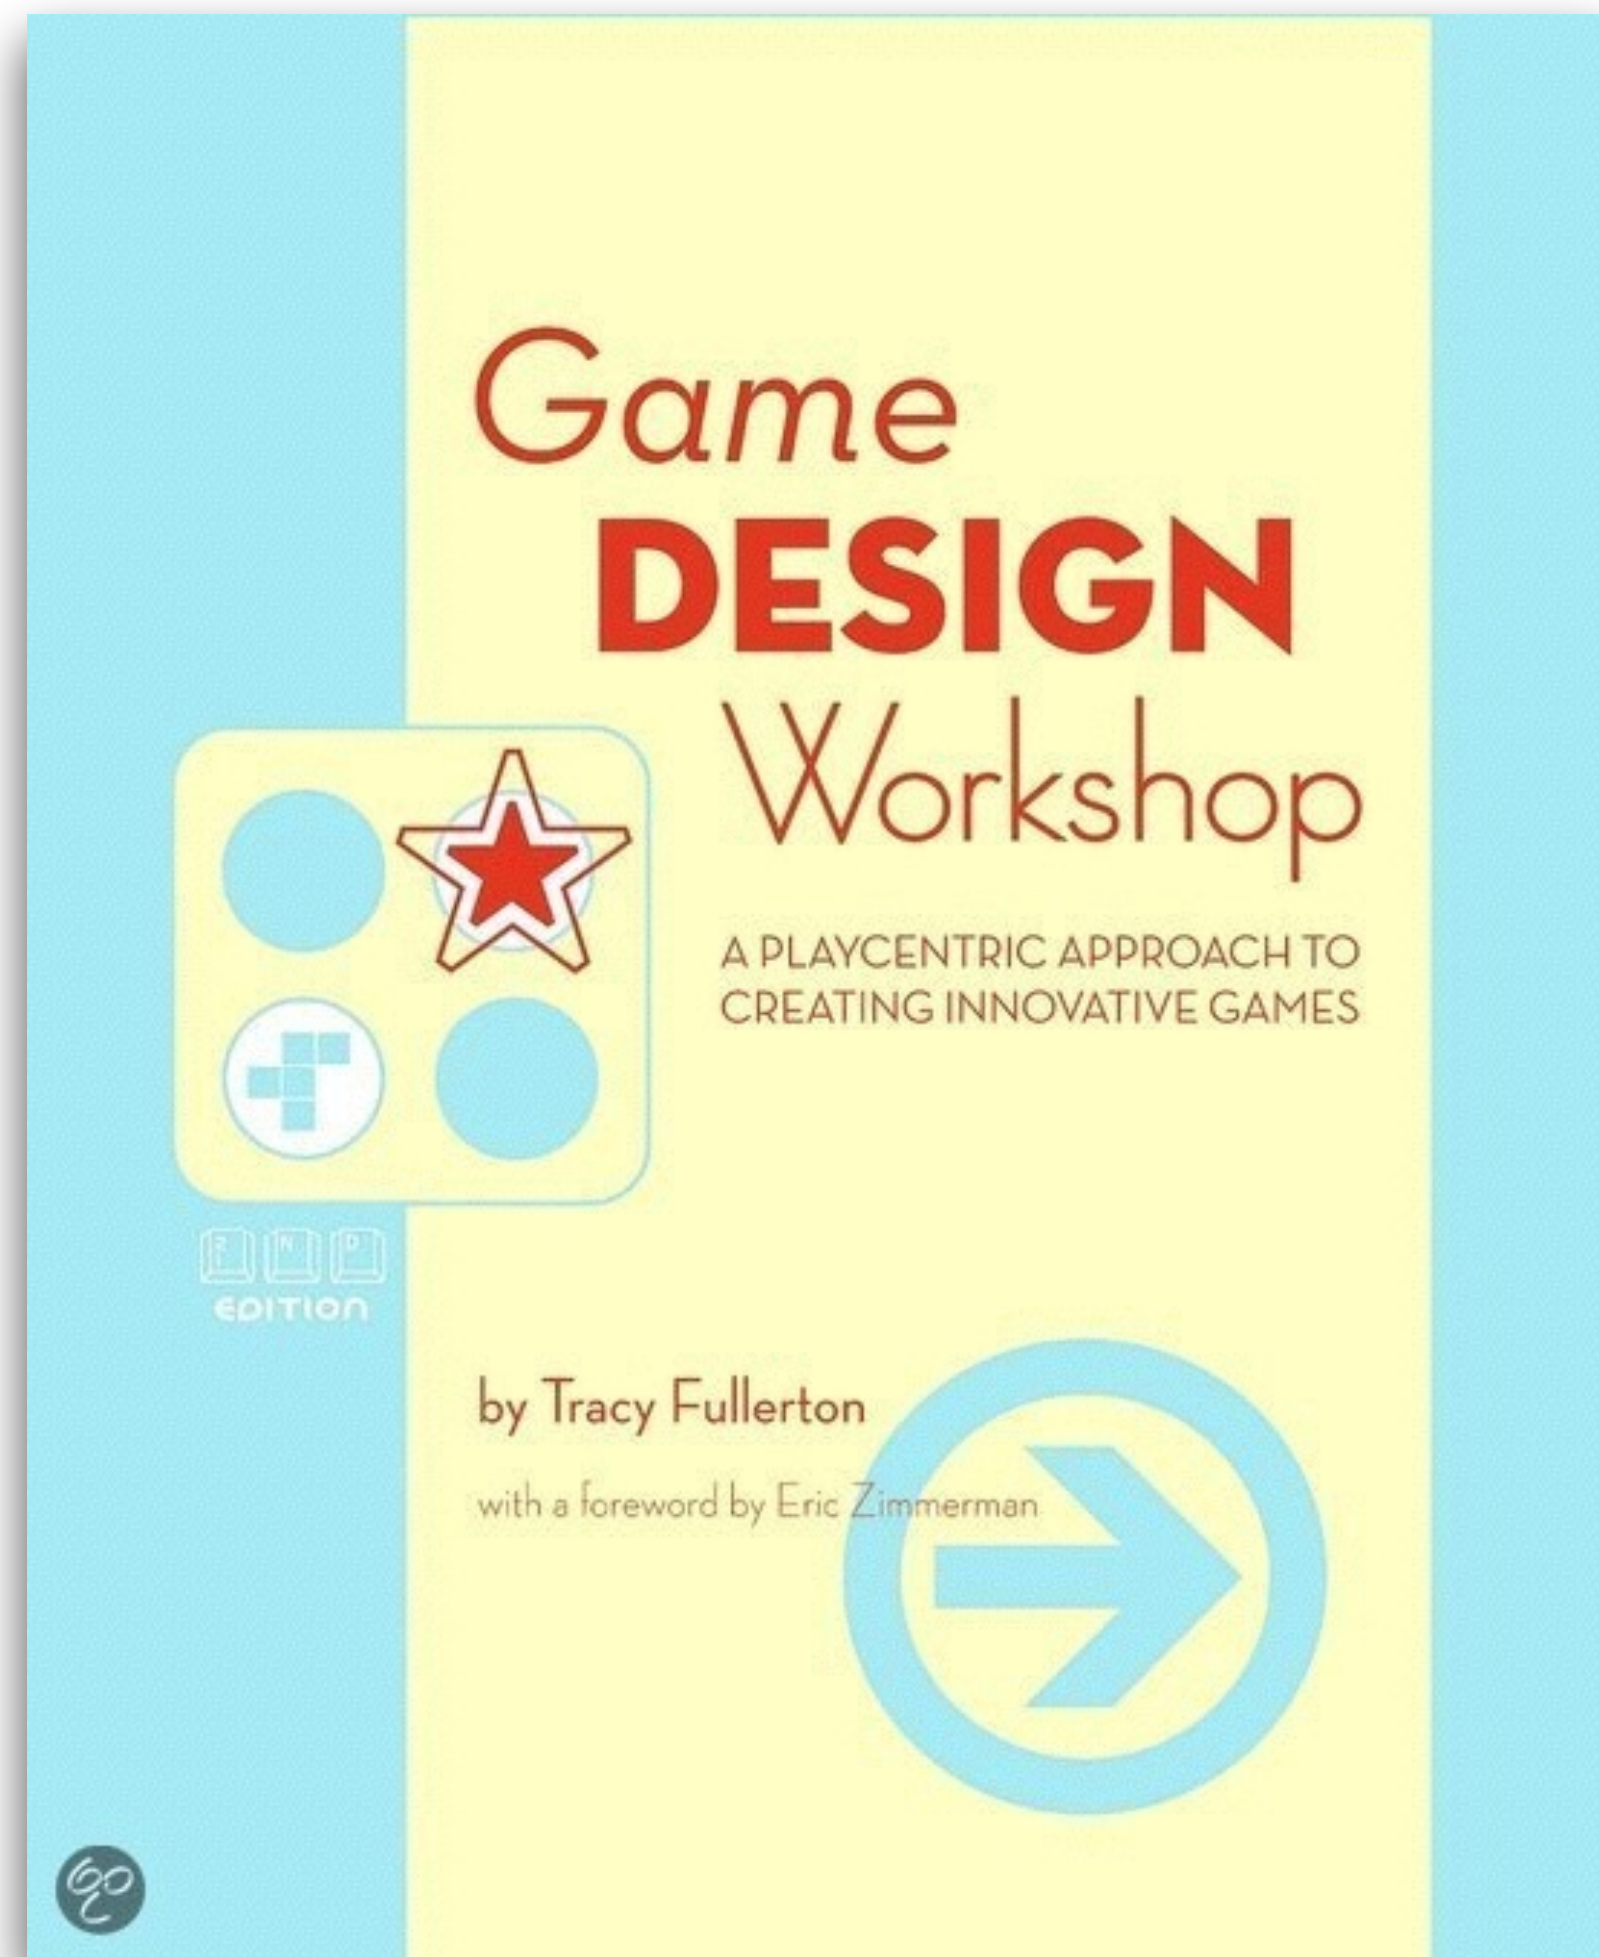 Game
DESIGN
Workshop
A PLAYCENTRIC APPROACH TO
CREATING INNOVATIVE GAMES
2ND
EDITION
by Tracy Fullerton
with a foreword by Eric Zimmerman